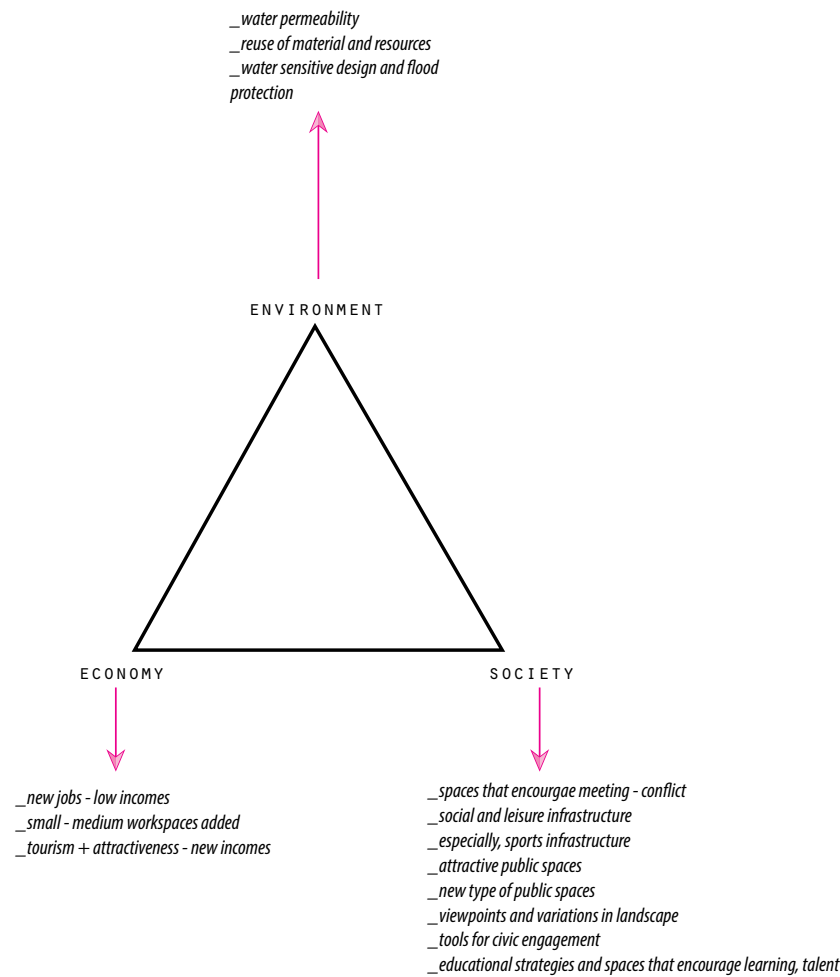 _water permeability
_reuse of material and resources
_water sensitive design and flood
protection
ENVIRONMENT
ECONOMY
SOCIETY
_new jobs - low incomes
_small - medium workspaces added
_tourism + attractiveness - new incomes
_spaces that encourgae meeting - conflict
_social and leisure infrastructure
_especially, sports infrastructure
_attractive public spaces
_new type of public spaces
_viewpoints and variations in landscape
_tools for civic engagement
_educational strategies and spaces that encourage learning, talent